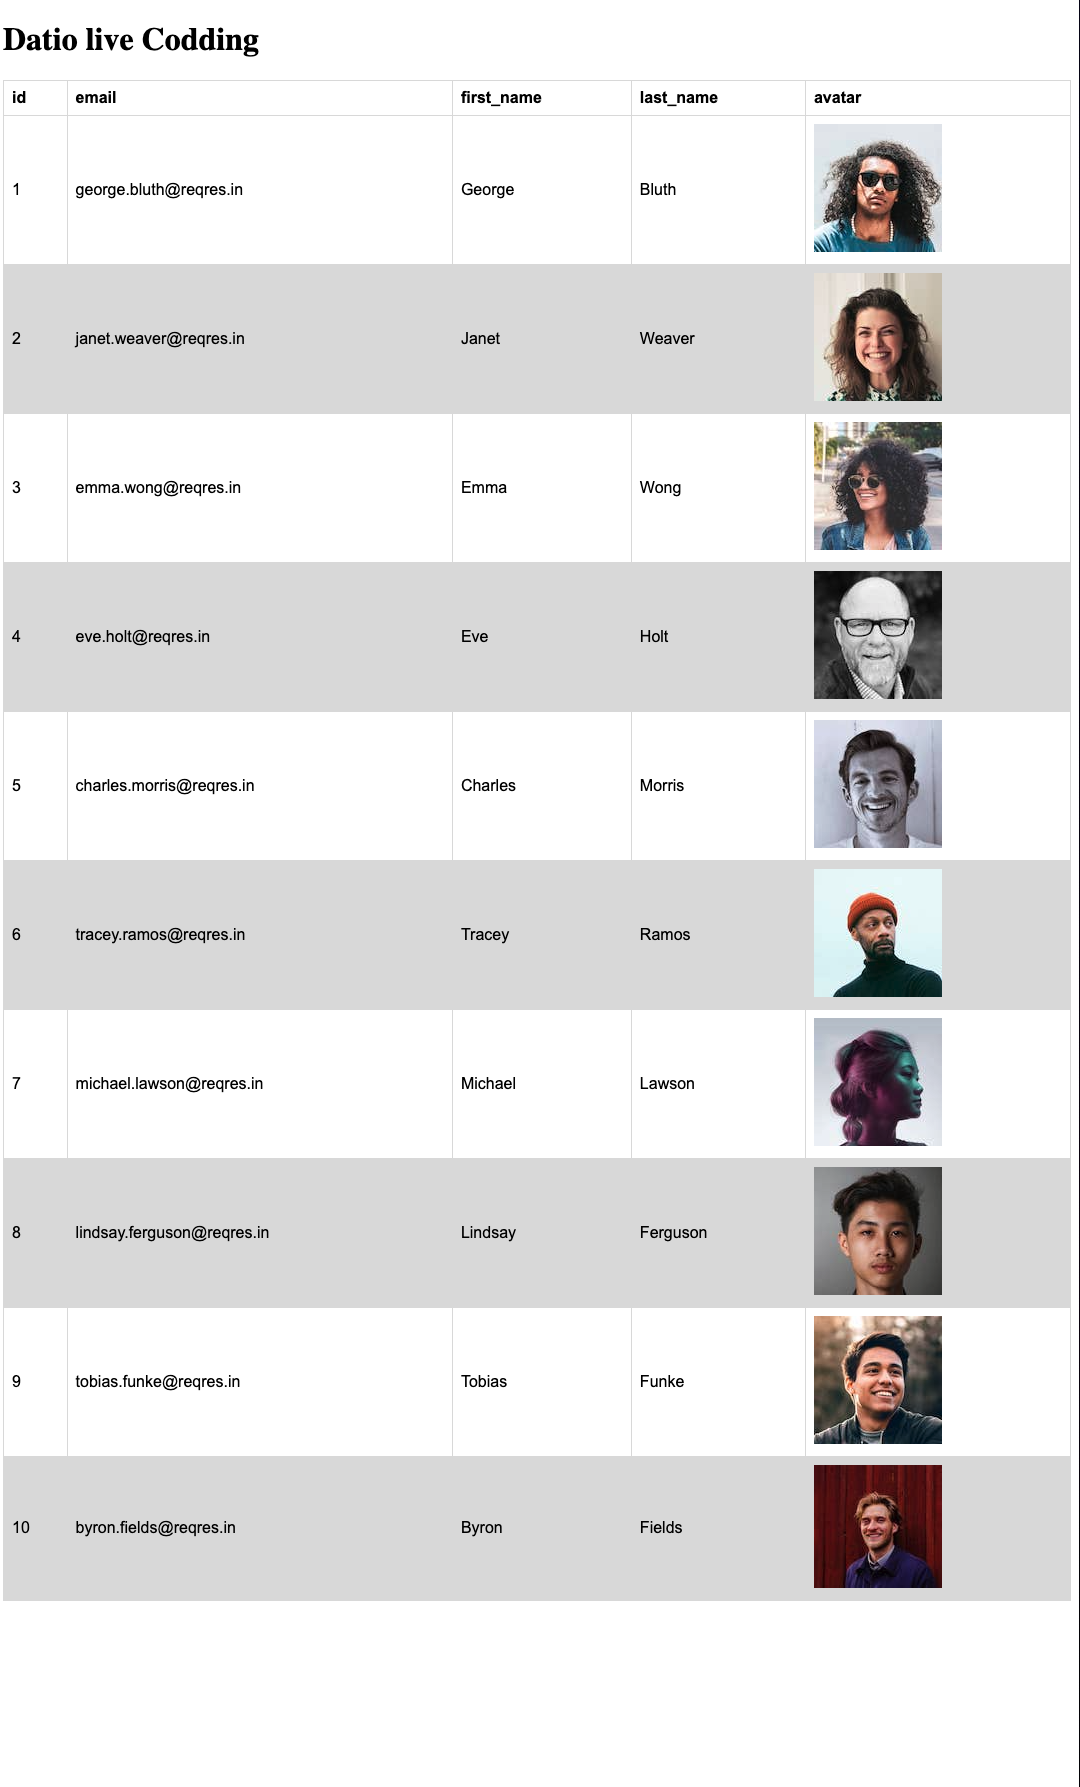 Datio live Codding
id email first_name last_name avatar
1 george.bluth@reqres.in George Bluth
2 janet.weaver@reqres.in Janet Weaver
3 emma.wong@reqres.in Emma Wong
4 eve.holt@reqres.in Eve Holt
5 charles.morris@reqres.in Charles Morris
6 tracey.ramos@reqres.in Tracey Ramos
7 michael.lawson@reqres.in Michael Lawson
8 lindsay.ferguson@reqres.in Lindsay Ferguson
9 tobias.funke@reqres.in Tobias Funke
10 byron.fields@reqres.in Byron Fields